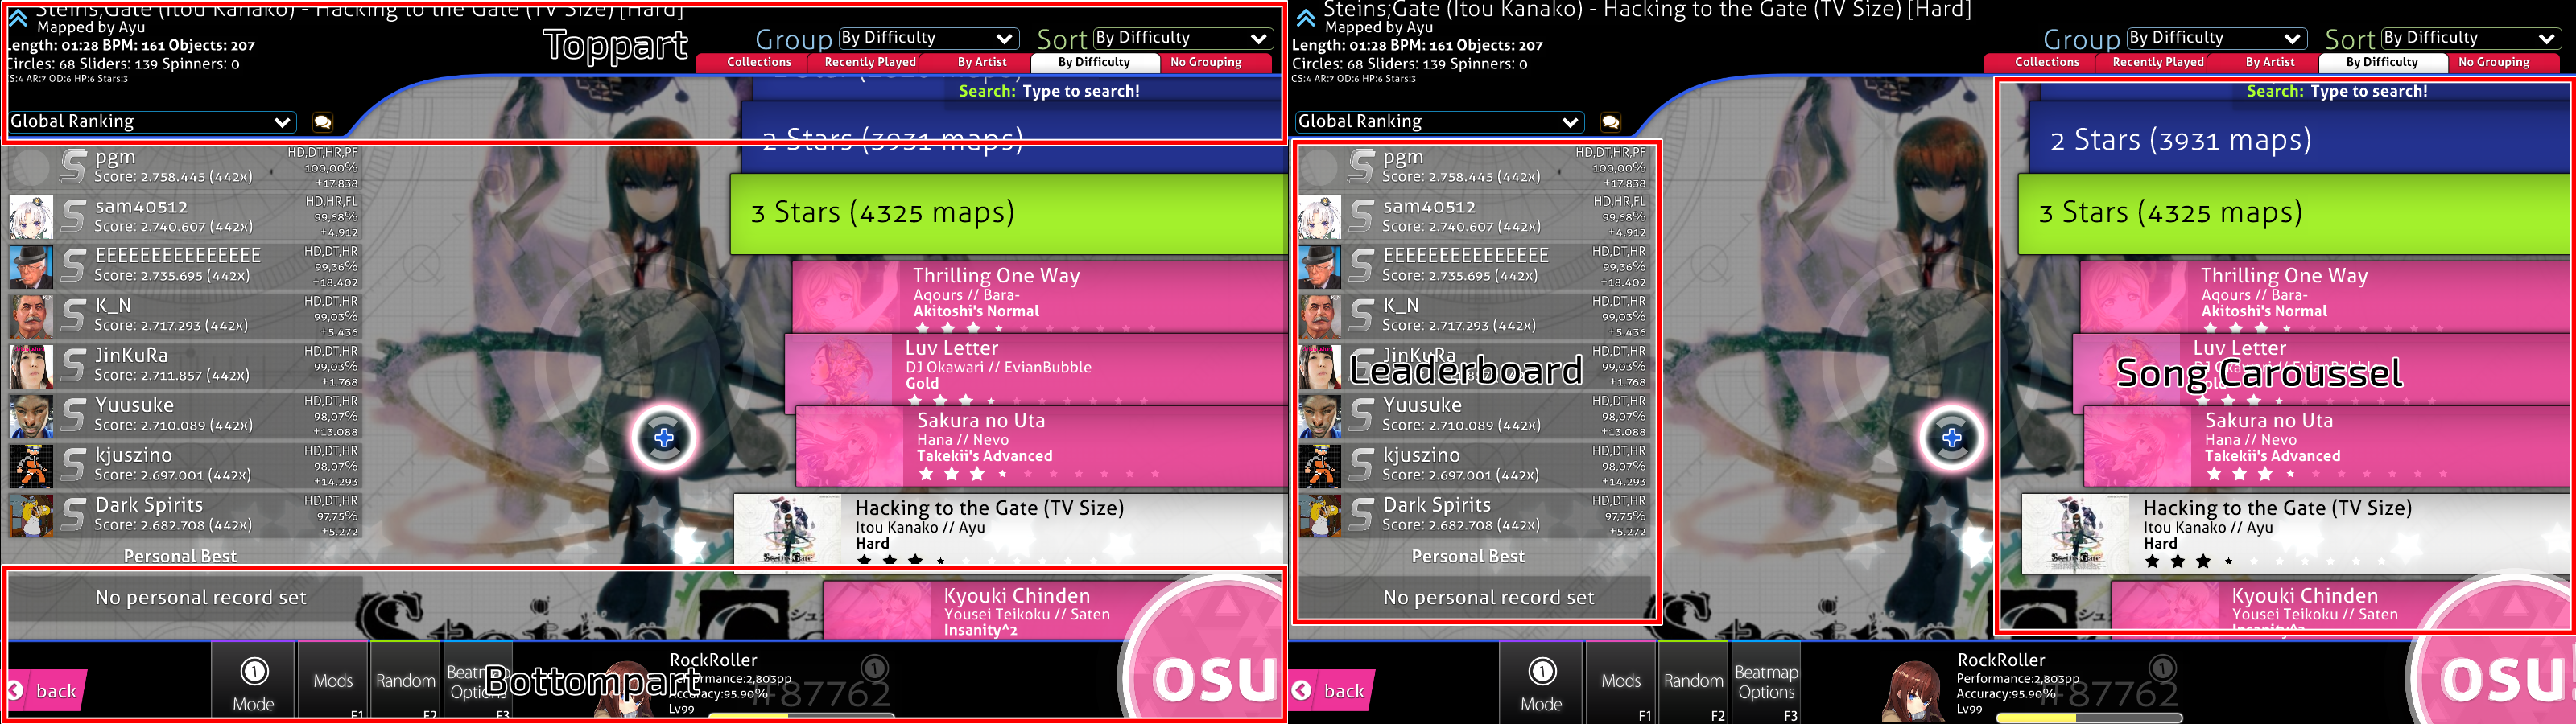 Steins;Gate (Itou Kanako) - Hacking to the Gate (TV Size) [Hard]
Mapped by Ayu
Length: 01:28 BPM: 161 Objects: 207
Circles: 68 Sliders: 139 Spinners: 0
CS:4 AR:7 OD:6 HP:6 Stars:3
Toppart
Group By Difficulty
Sort By Difficulty
Collections Recently Played By Artist By Difficulty No Grouping
Search: Type to search!
Global Ranking
pgm HD,DT,HR,PF
Score: 2.758.445 (442x) 100,00%
+17.838
sam40512 HD,HR,FL
Score: 2.740.607 (442x) 99,68%
+4.912
EEEEEEEEEEEEEEE HD,DT,HR
Score: 2.735.695 (442x) 99,36%
+18.402
K_N HD,DT,HR
Score: 2.717.293 (442x) 99,03%
+5.436
JinKuRa HD,DT,HR
Score: 2.711.857 (442x) 99,03%
+1.768
Yuusuke HD,DT,HR
Score: 2.710.089 (442x) 98,07%
+13.088
kjuszino HD,DT,HR
Score: 2.697.001 (442x) 98,07%
+14.293
Dark Spirits HD,DT,HR
Score: 2.682.708 (442x) 97,75%
+5.272
Personal Best
No personal record set
2 Stars (3931 maps)
3 Stars (4325 maps)
Thrilling One Way
Aqours // Bara-
Akitoshi's Normal
Luv Letter
DJ Okawari // EvianBubble
Gold
Sakura no Uta
Hana // Nevo
Takekii's Advanced
Hacking to the Gate (TV Size)
Itou Kanako // Ayu
Hard
Kyouki Chinden
Yousei Teikoku // Saten
Insanity^2
back
1
Mode
Mods
F1
Random
F2
Beatmap
Options
F3
Bottompart
RockRoller
Performance:2,803pp
Accuracy:95.90%
Lv99
#87762
1
osu
Steins;Gate (Itou Kanako) - Hacking to the Gate (TV Size) [Hard]
Mapped by Ayu
Length: 01:28 BPM: 161 Objects: 207
Circles: 68 Sliders: 139 Spinners: 0
CS:4 AR:7 OD:6 HP:6 Stars:3
Group By Difficulty
Sort By Difficulty
Collections Recently Played By Artist By Difficulty No Grouping
Search: Type to search!
Global Ranking
pgm HD,DT,HR,PF
Score: 2.758.445 (442x) 100,00%
+17.838
sam40512 HD,HR,FL
Score: 2.740.607 (442x) 99,68%
+4.912
EEEEEEEEEEEEEEE HD,DT,HR
Score: 2.735.695 (442x) 99,36%
+18.402
K_N HD,DT,HR
Score: 2.717.293 (442x) 99,03%
+5.436
JinKuRa HD,DT,HR
99,03%
+1.768
Leaderboard
Yuusuke HD,DT,HR
Score: 2.710.089 (442x) 98,07%
+13.088
kjuszino HD,DT,HR
Score: 2.697.001 (442x) 98,07%
+14.293
Dark Spirits HD,DT,HR
Score: 2.682.708 (442x) 97,75%
+5.272
Personal Best
No personal record set
2 Stars (3931 maps)
3 Stars (4325 maps)
Thrilling One Way
Aqours // Bara-
Akitoshi's Normal
Luv Letter
Song Caroussel
Sakura no Uta
Hana // Nevo
Takekii's Advanced
Hacking to the Gate (TV Size)
Itou Kanako // Ayu
Hard
Kyouki Chinden
Yousei Teikoku // Saten
Insanity^2
back
1
Mode
Mods
F1
Random
F2
Beatmap
Options
F3
RockRoller
Performance:2,803pp
Accuracy:95.90%
Lv99
#87762
1
osu!